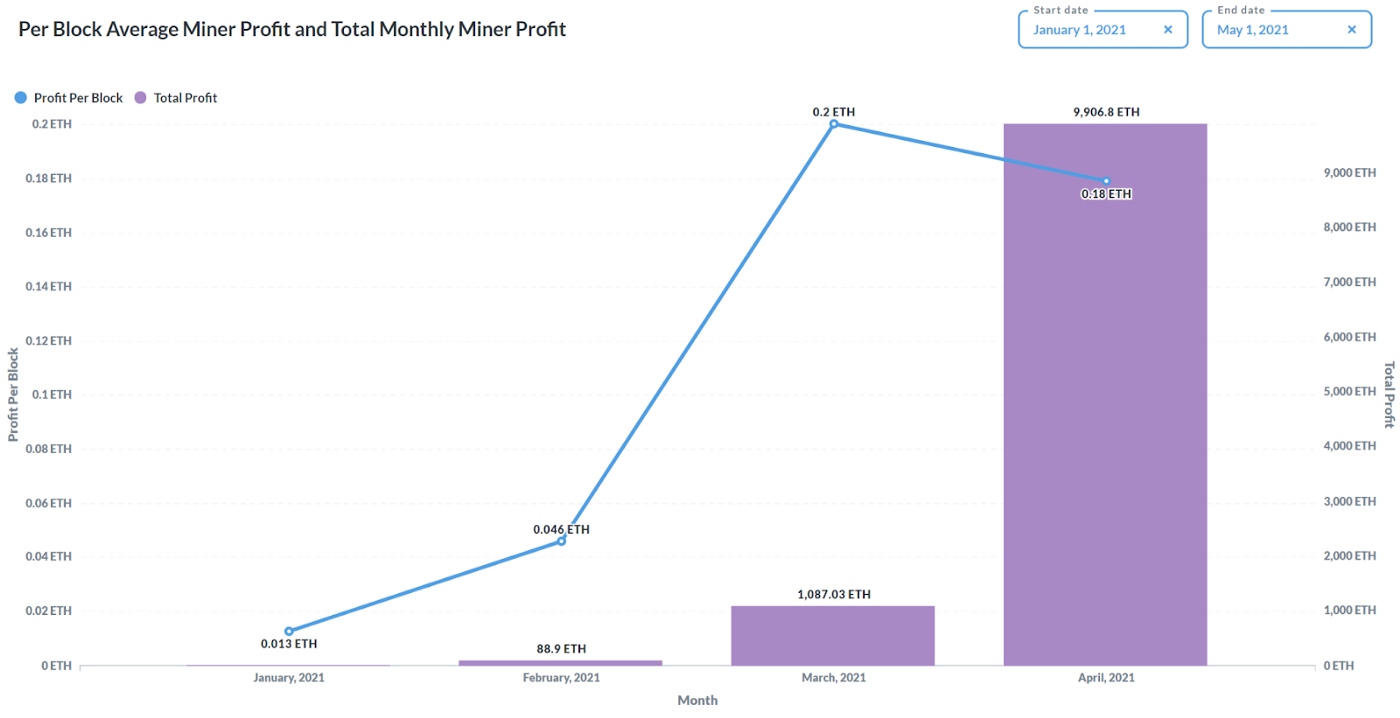 Per Block Average Miner Profit and Total Monthly Miner Profit
Start date
January 1, 2021 ×
End date
May 1, 2021 ×
Profit Per Block Total Profit
0.2 ETH
0.18 ETH
0.16 ETH
0.14 ETH
0.12 ETH
0.1 ETH
0.08 ETH
0.06 ETH
0.04 ETH
0.02 ETH
0 ETH
Profit Per Block
0.013 ETH
0.046 ETH
88.9 ETH
0.2 ETH
1,087.03 ETH
9,906.8 ETH
0.18 ETH
9,000 ETH
8,000 ETH
7,000 ETH
6,000 ETH
5,000 ETH
4,000 ETH
3,000 ETH
2,000 ETH
1,000 ETH
0 ETH
Total Profit
January, 2021 February, 2021 March, 2021 April, 2021
Month